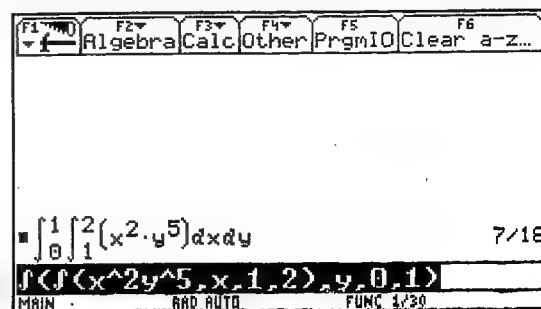 F1 F2 F3 F4 F5 F6
Algebra Calc Other PrgmIO Clear a-z…
∫₀¹∫₁²(x²·y⁵)dxdy 7/18
∫(∫(x^2y^5,x,1,2),y,0,1)
MAIN RAD AUTO FUNC 1/30